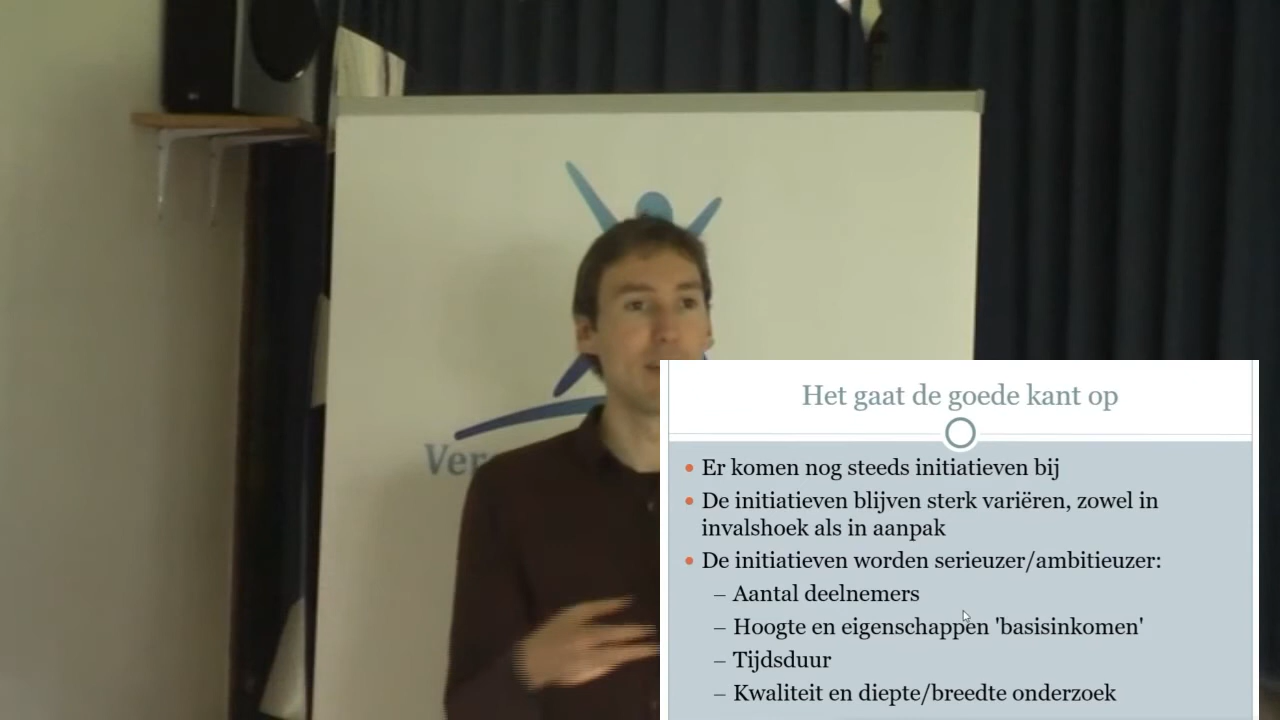 Het gaat de goede kant op
• Er komen nog steeds initiatieven bij
• De initiatieven blijven sterk variëren, zowel in
invalshoek als in aanpak
• De initiatieven worden serieuzer/ambitieuzer:
– Aantal deelnemers
– Hoogte en eigenschappen 'basisinkomen'
– Tijdsduur
– Kwaliteit en diepte/breedte onderzoek